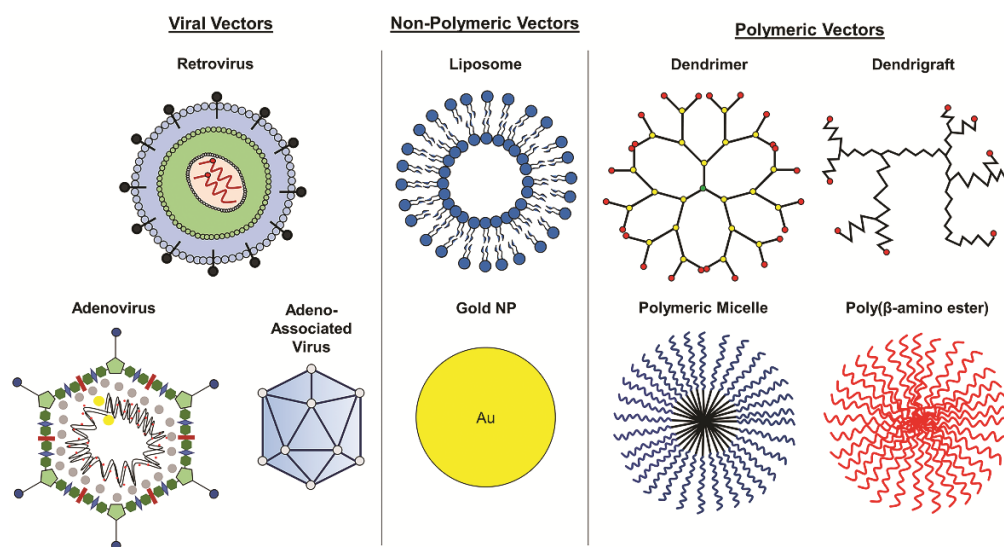 Viral Vectors
Non-Polymeric Vectors
Polymeric Vectors
Retrovirus
Liposome
Dendrimer
Dendrigraft
Adenovirus
Adeno-
Associated
Virus
Gold NP
Polymeric Micelle
Poly(β-amino ester)
Au